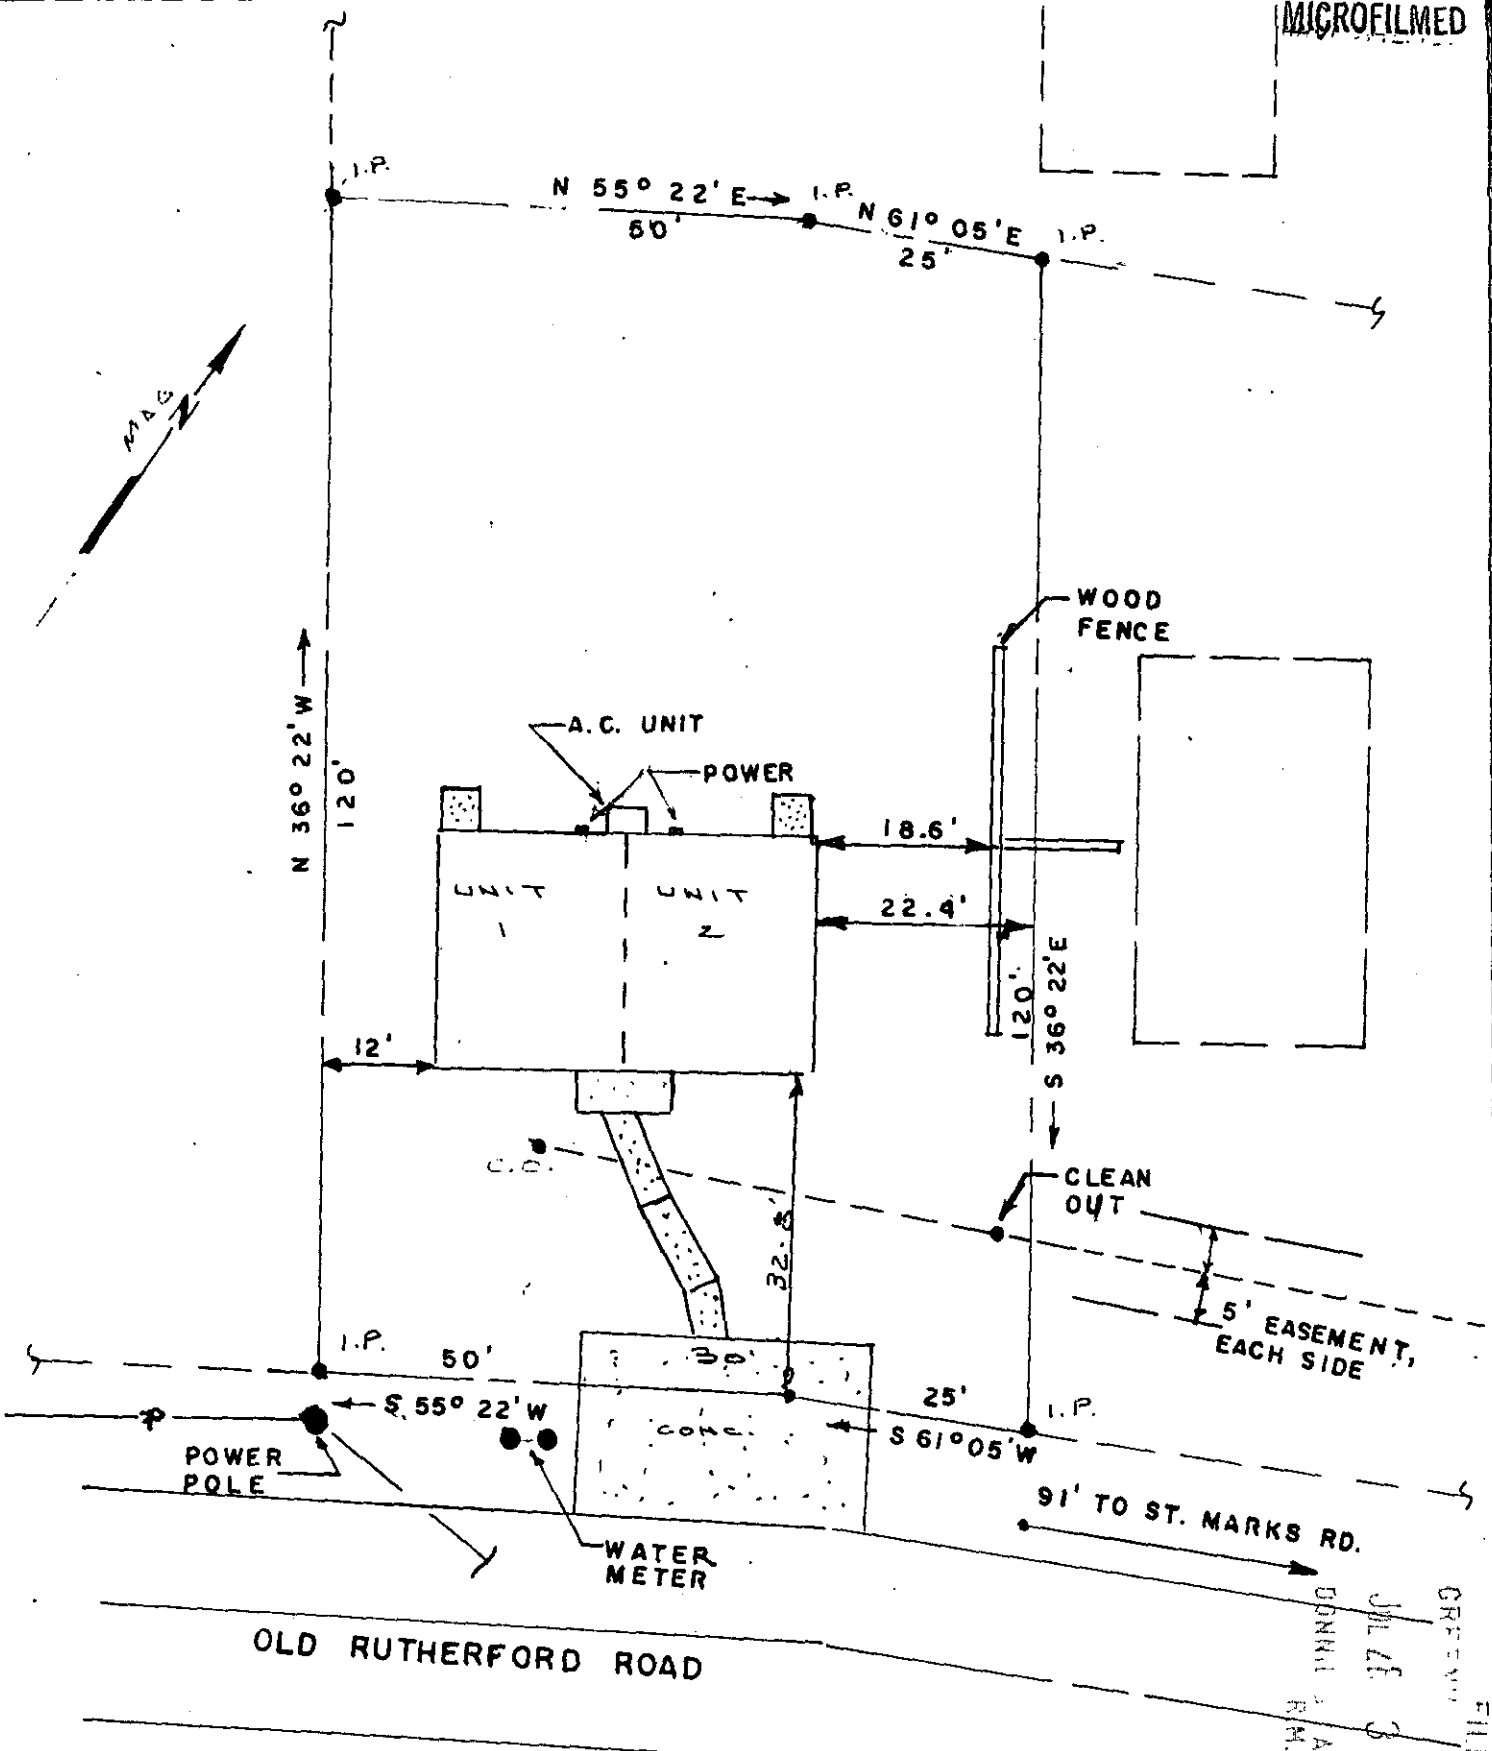 MICROFILMED
I.P.
N 55° 22' E
50'
I.P.
N 61° 05' E
25'
I.P.
MAG
N
WOOD
FENCE
N 36° 22' W
120'
A.C. UNIT
POWER
18.6'
UNIT
1
UNIT
2
22.4'
120'
S 36° 22' E
12'
C.O.
CLEAN
OUT
5' EASEMENT,
EACH SIDE
I.P.
50'
30'
25'
I.P.
S 55° 22' W
CONC.
S 61° 05' W
P
POWER
POLE
91' TO ST. MARKS RD.
WATER
METER
OLD RUTHERFORD ROAD